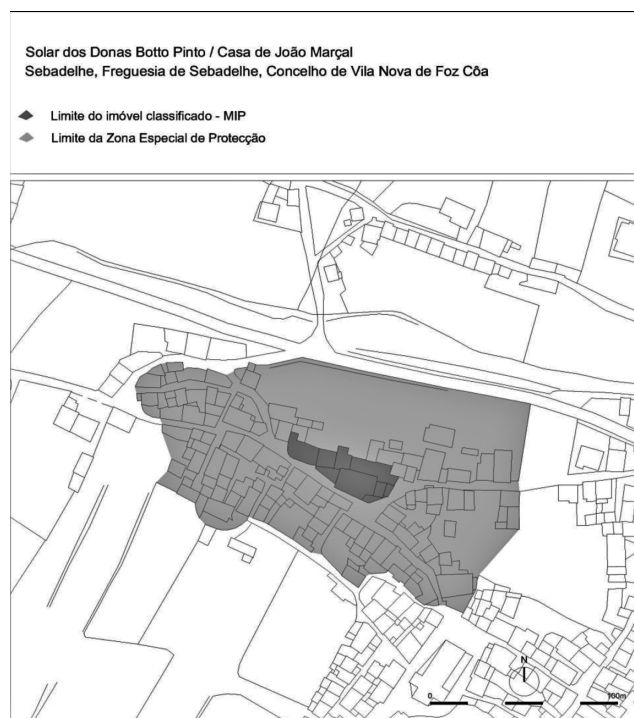 Solar dos Donas Botto Pinto / Casa de João Marçal
Sebadelhe, Freguesia de Sebadelhe, Concelho de Vila Nova de Foz Côa
Limite do imóvel classificado - MIP
Limite da Zona Especial de Protecção
N
0 100m